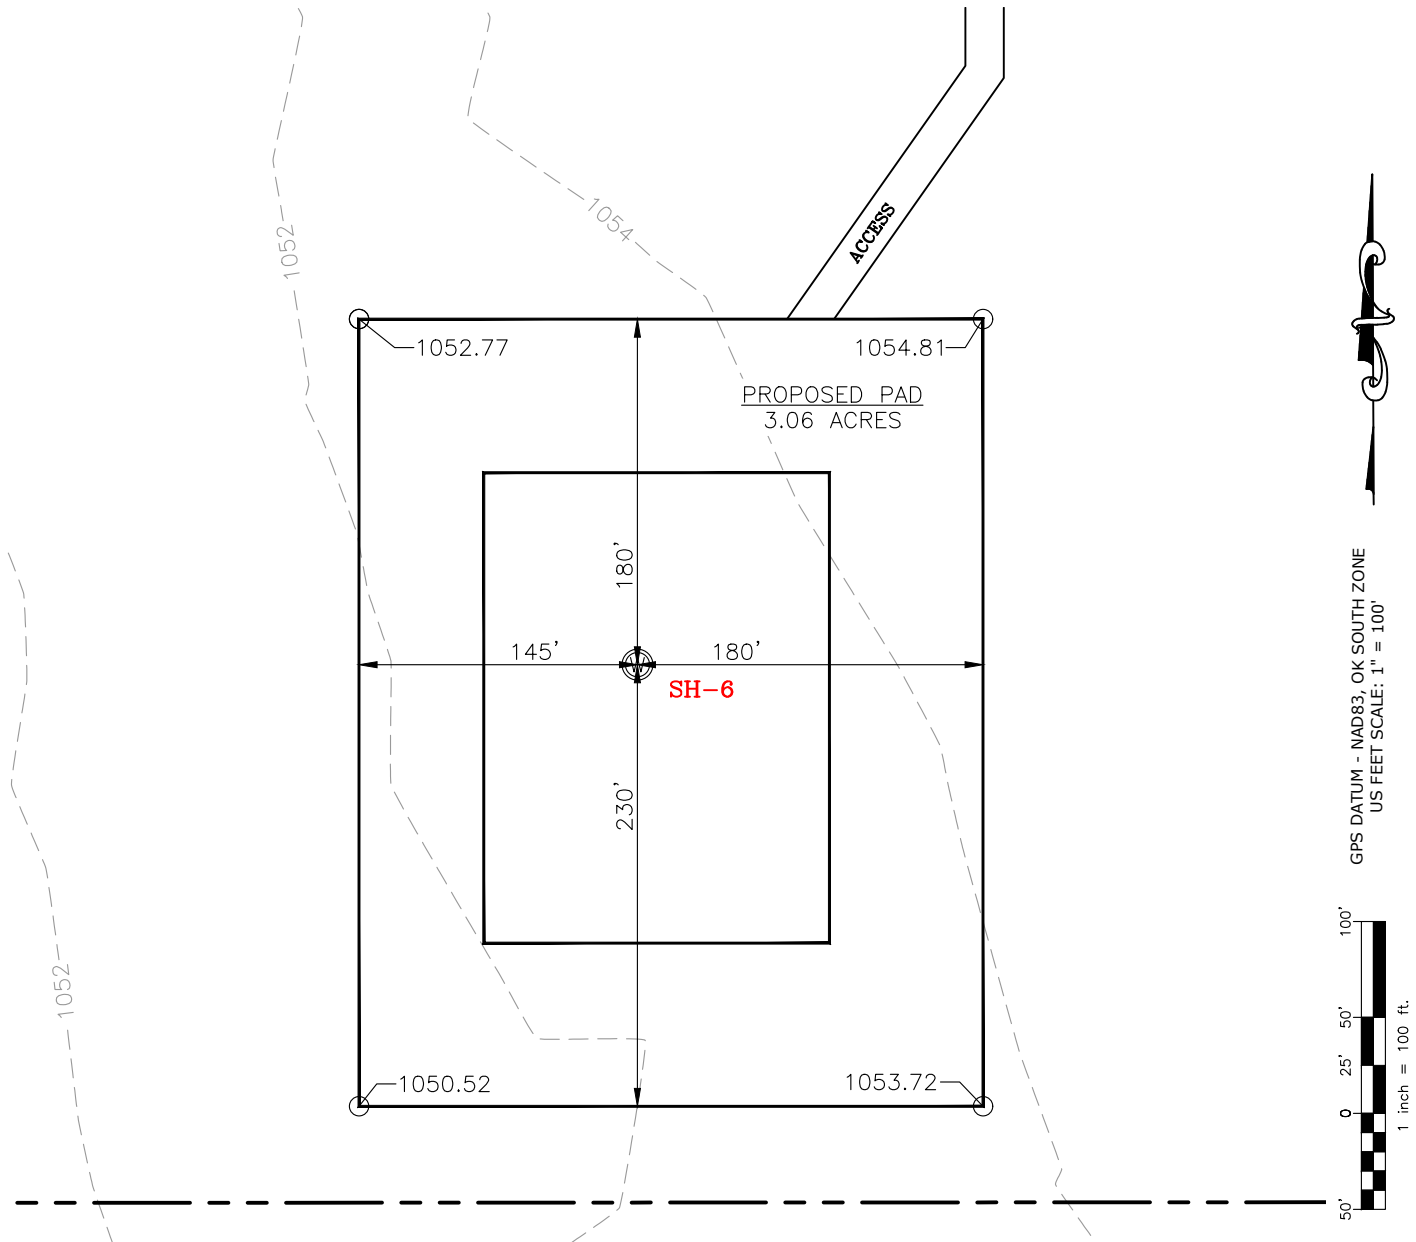 1054
1052
ACCESS
1052.77
1054.81
PROPOSED PAD
3.06 ACRES
180'
145'
180'
W
SH-6
230'
1052
1050.52
1053.72
GPS DATUM - NAD83, OK SOUTH ZONE
US FEET SCALE: 1" = 100'
100'
50'
25'
0
50'
1 inch = 100 ft.